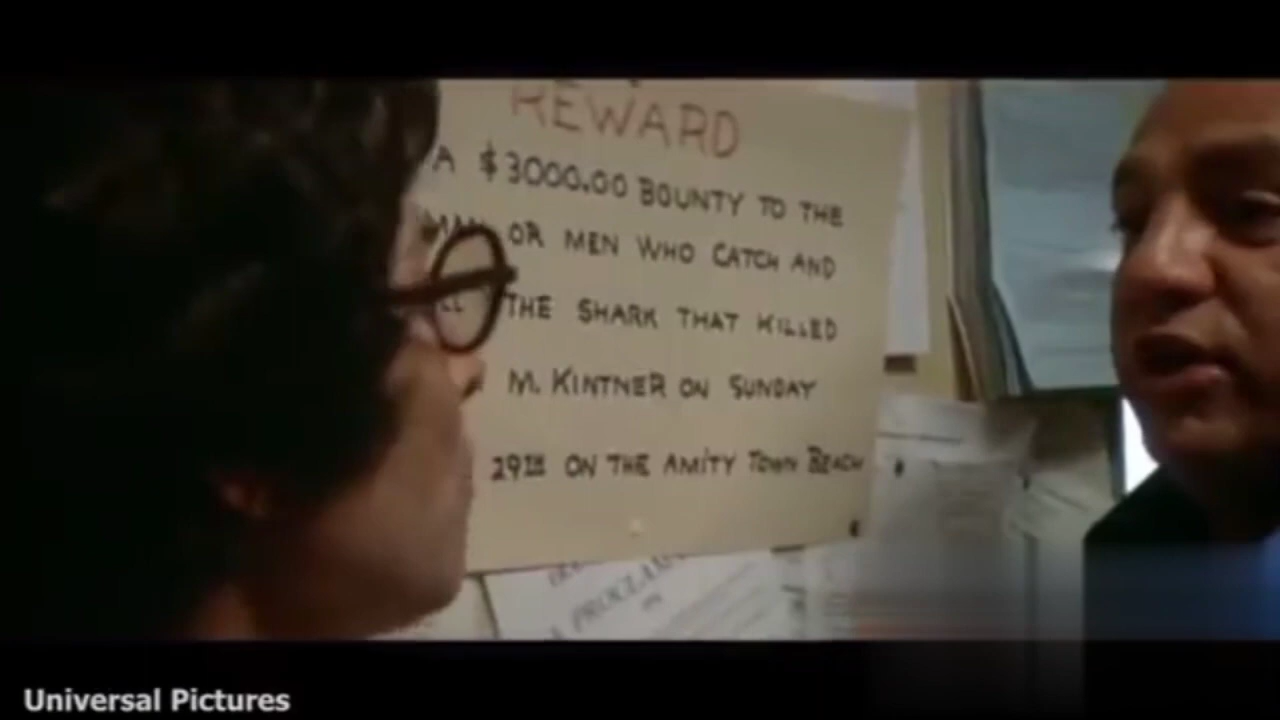 REWARD
A $3000.00 BOUNTY TO THE
MAN OR MEN WHO CATCH AND
THE SHARK THAT KILLED
M. KINTNER ON SUNDAY
29TH ON THE AMITY TOWN BEACH
Universal Pictures